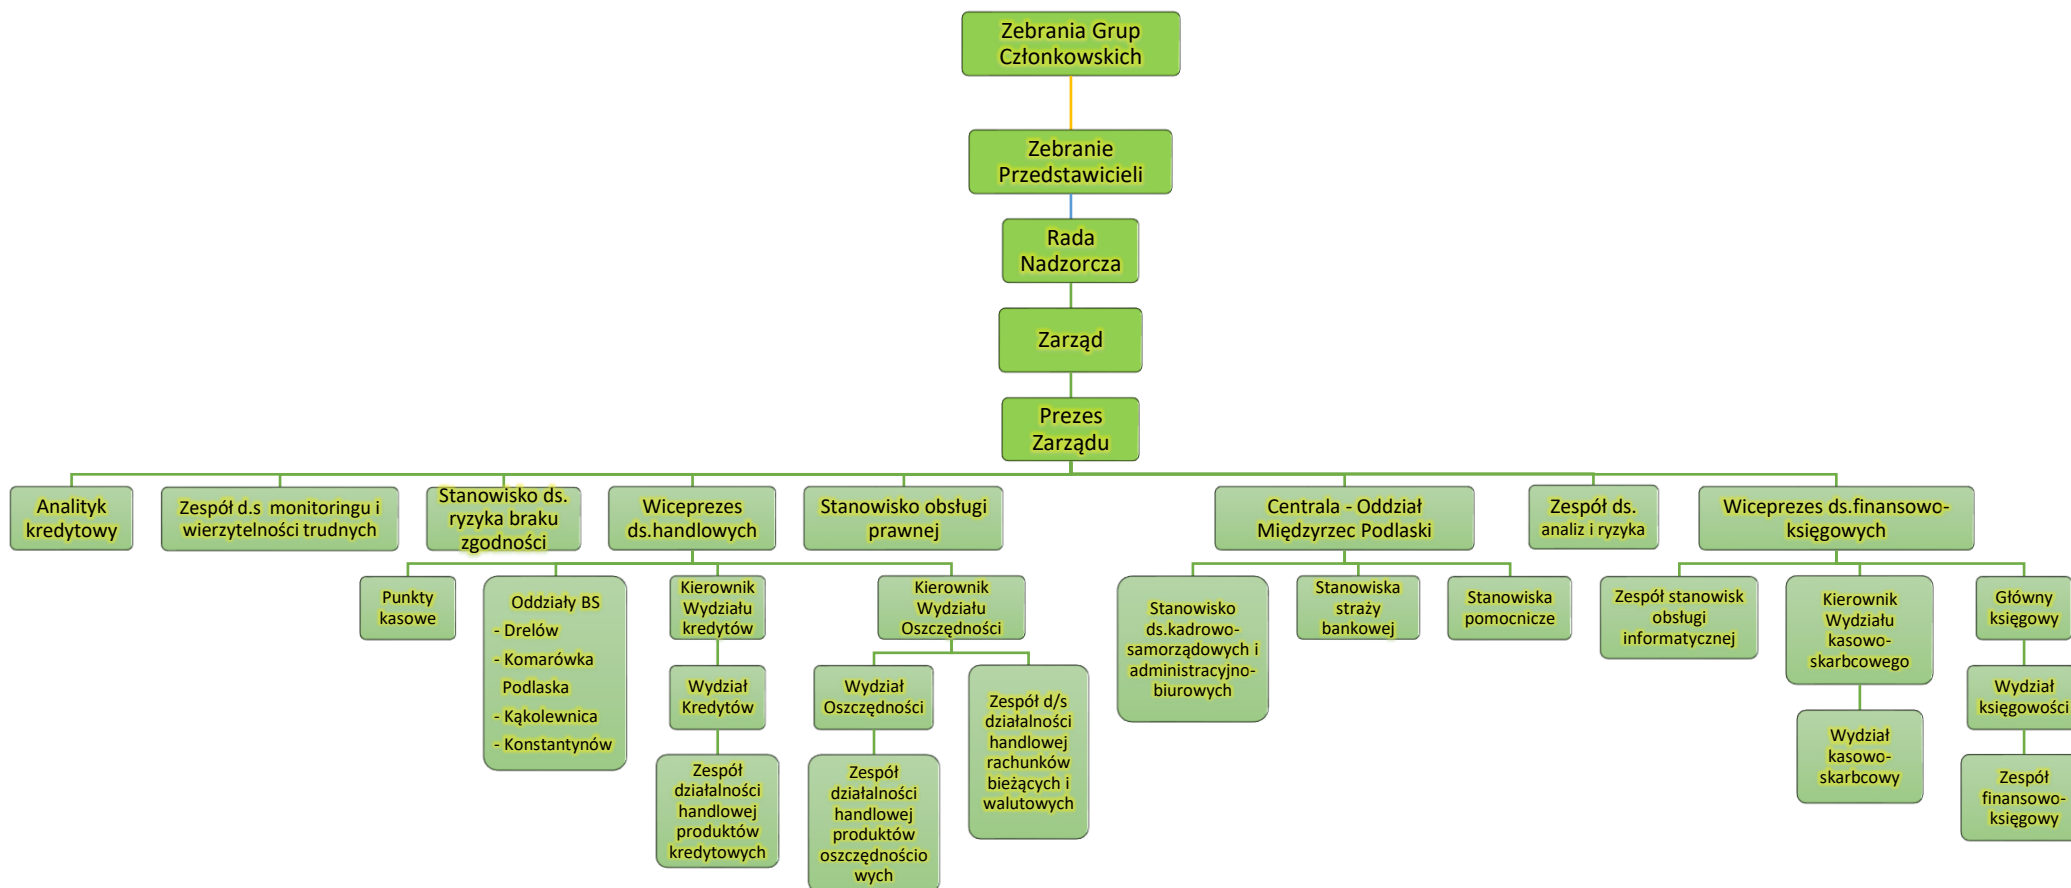 Zebrania Grup
Członkowskich
Zebranie
Przedstawicieli
Rada
Nadzorcza
Zarząd
Prezes
Zarządu
Analityk
kredytowy
Zespół d.s monitoringu i
wierzytelności trudnych
Stanowisko ds.
ryzyka braku
zgodności
Wiceprezes
ds.handlowych
Stanowisko obsługi
prawnej
Centrala - Oddział
Międzyrzec Podlaski
Zespół ds.
analiz i ryzyka
Wiceprezes ds.finansowo-
księgowych
Punkty
kasowe
Oddziały BS
- Drelów
- Komarówka
Podlaska
- Kąkolewnica
- Konstantynów
Kierownik
Wydziału
kredytów
Kierownik
Wydziału
Oszczędności
Stanowisko
ds.kadrowo-
samorządowych i
administracyjno-
biurowych
Stanowiska
straży
bankowej
Stanowiska
pomocnicze
Zespół stanowisk
obsługi
informatycznej
Kierownik
Wydziału
kasowo-
skarbcowego
Główny
księgowy
Wydział
Kredytów
Wydział
Oszczędności
Zespół d/s
działalności
handlowej
rachunków
bieżących i
walutowych
Wydział
kasowo-
skarbcowy
Wydział
księgowości
Zespół
działalności
handlowej
produktów
kredytowych
Zespół
działalności
handlowej
produktów
oszczędnościo
wych
Zespół
finansowo-
księgowy